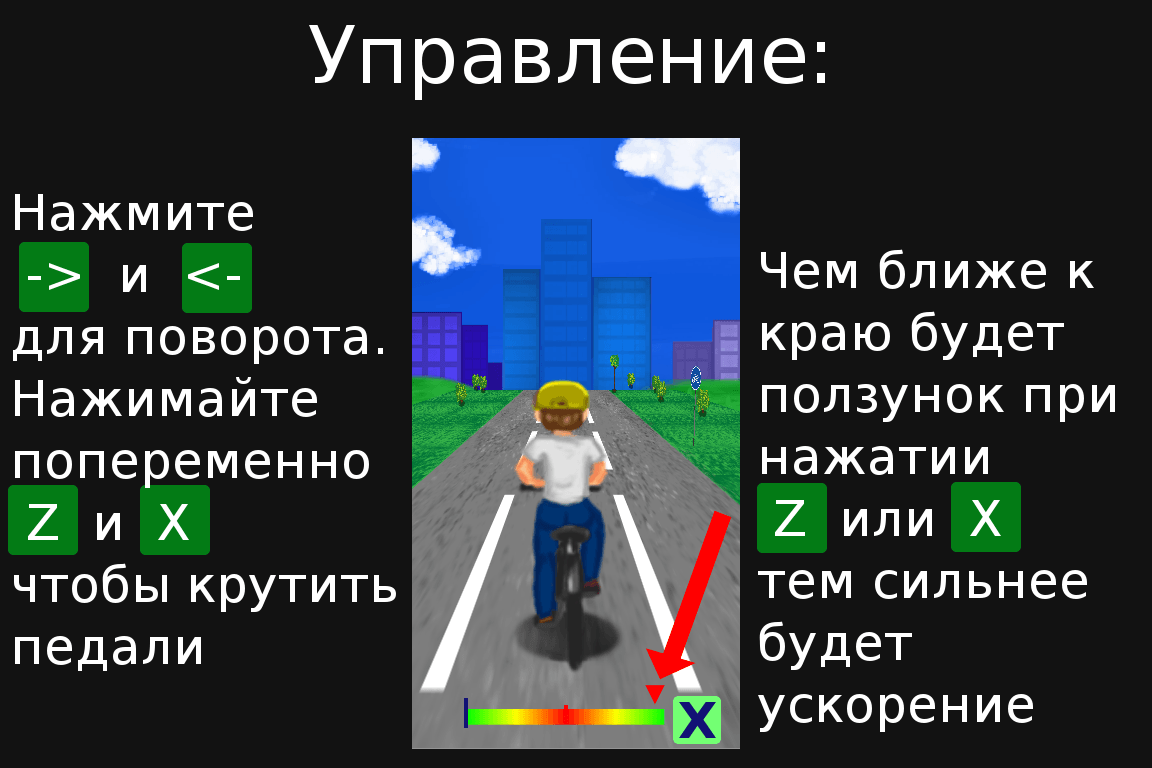 Управление:
Нажмите
-> и <-
для поворота.
Нажимайте
попеременно
Z и X
чтобы крутить
педали
X
Чем ближе к
краю будет
ползунок при
нажатии
Z или X
тем сильнее
будет
ускорение